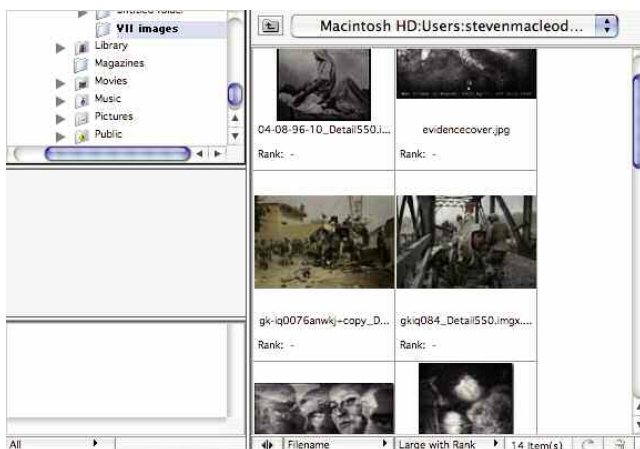 VII images
Library
Magazines
Movies
Music
Pictures
Public
All
Macintosh HD:Users:stevenmacleod...
04-08-96-10_Detail550.i...
evidencecover.jpg
Rank: -
Rank: -
gk-iq0076anwkj+copy_D...
gkiq084_Detail550.imgx....
Rank: -
Rank: -
Filename
Large with Rank
14 Item(s)